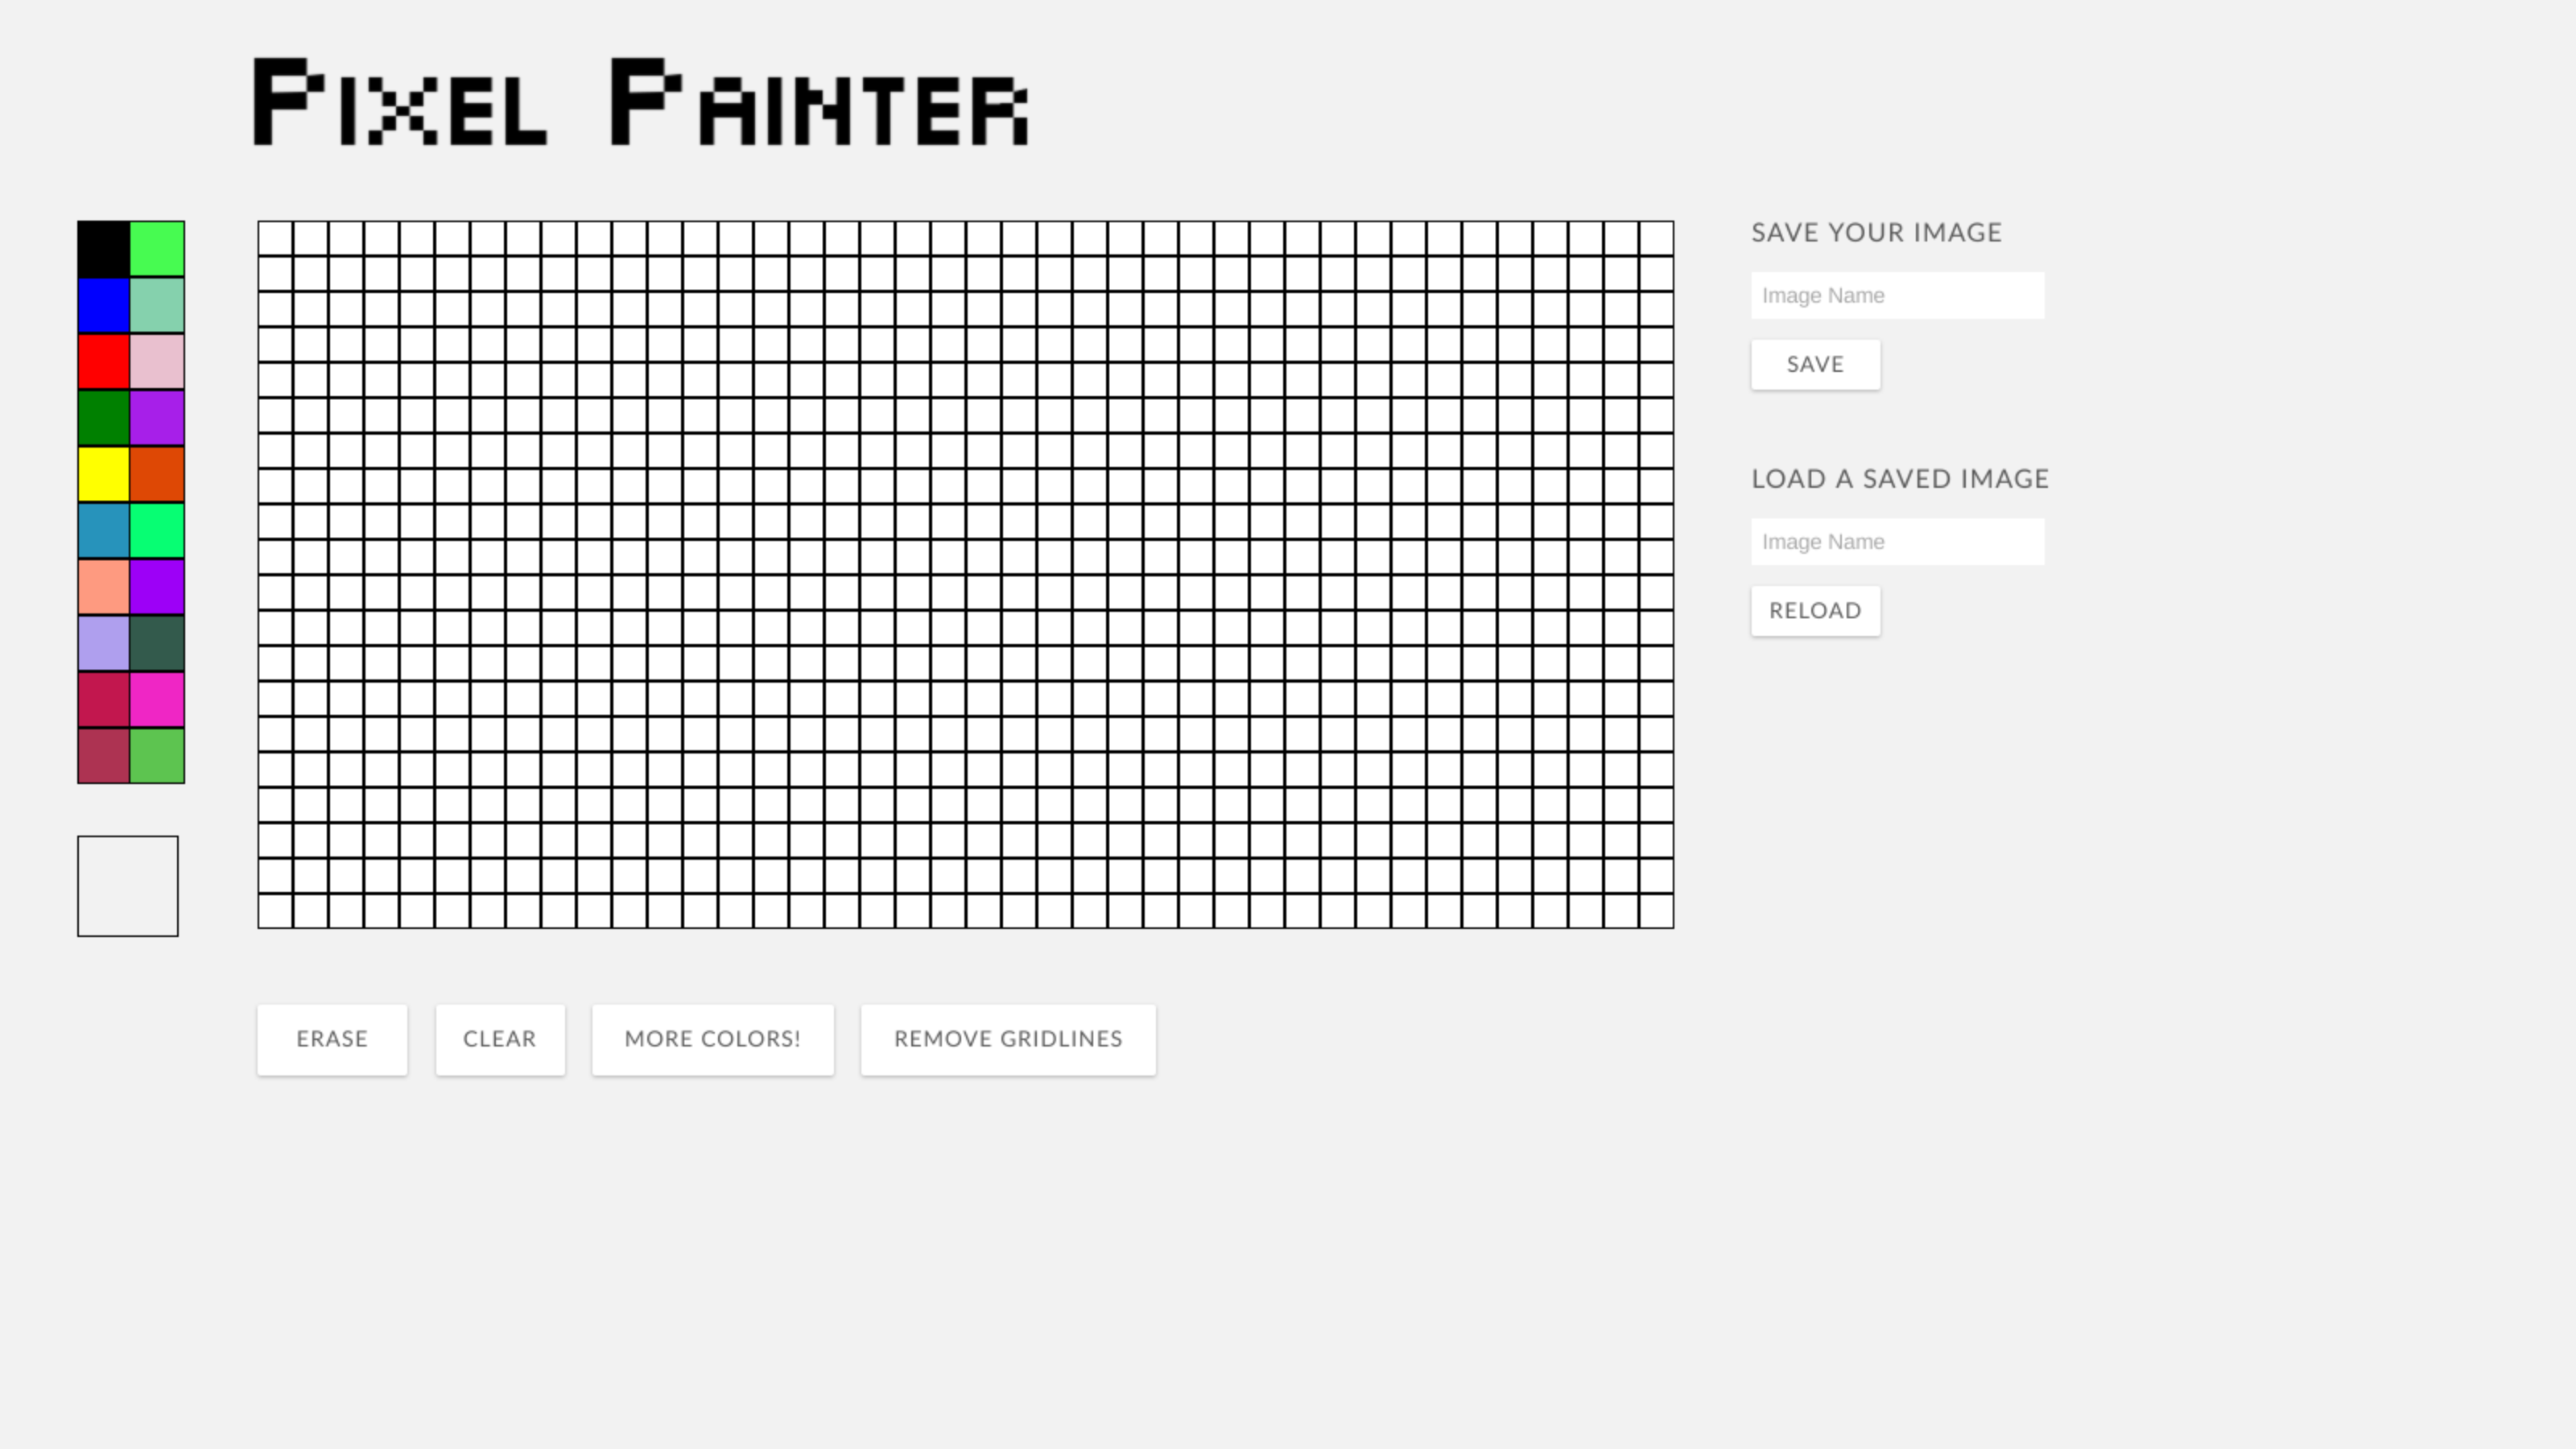 PIXEL PAINTER
SAVE YOUR IMAGE
Image Name
SAVE
LOAD A SAVED IMAGE
Image Name
RELOAD
ERASE
CLEAR
MORE COLORS!
REMOVE GRIDLINES